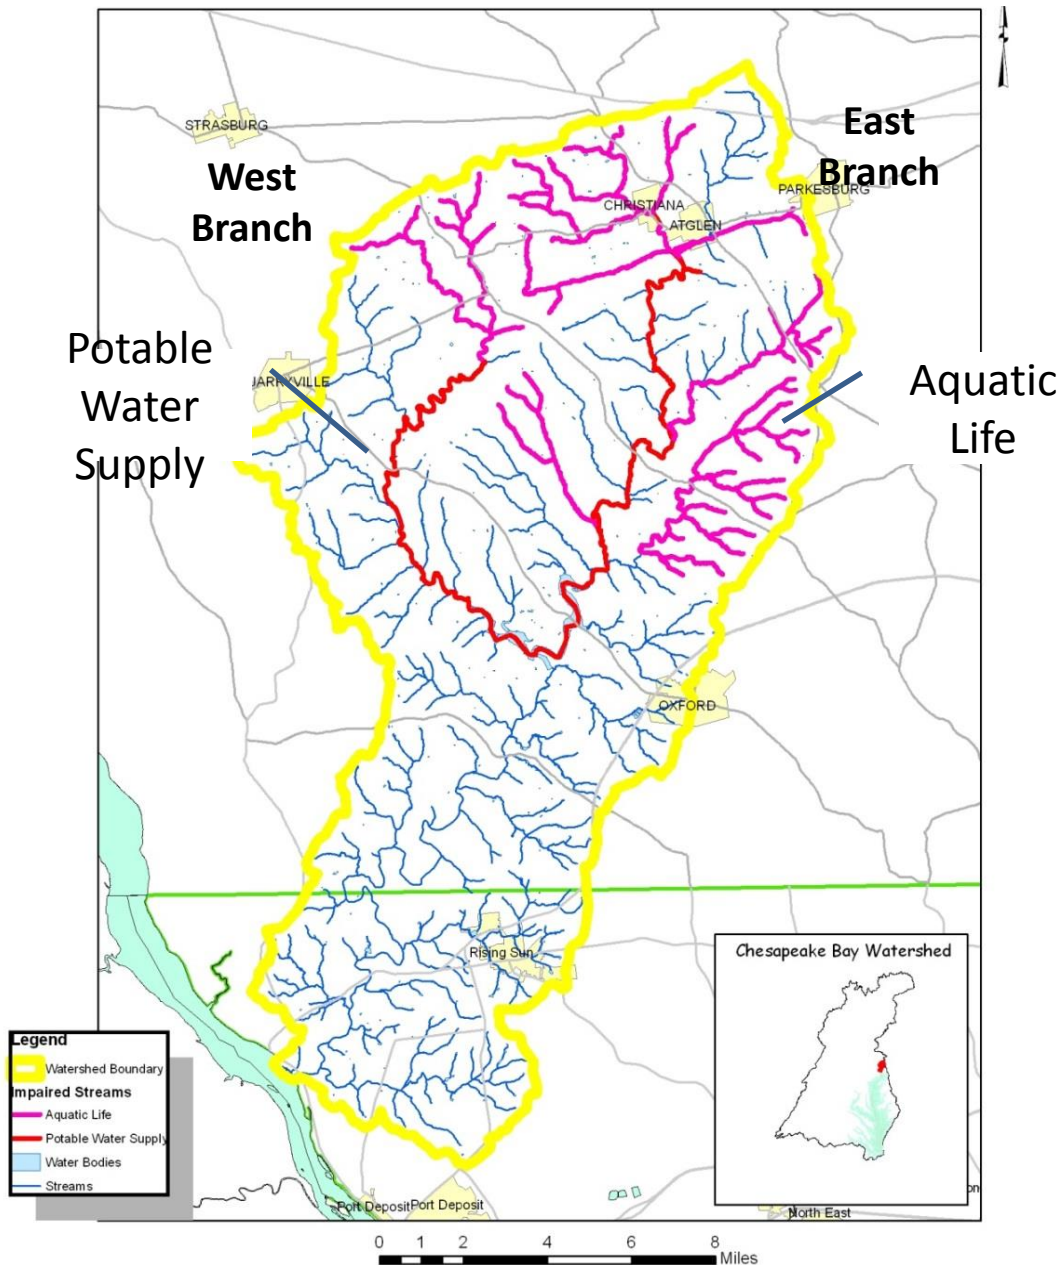 STRASBURG
East
Branch
PARKESBURG
West
Branch
CHRISTIANA
ATGLEN
Potable
Water
Supply
Aquatic
Life
OXFORD
Rising Sun
Chesapeake Bay Watershed
Legend
Watershed Boundary
Impaired Streams
Aquatic Life
Potable Water Supply
Water Bodies
Streams
Port Deposit
Port Deposit
North East
0 1 2 4 6 8
Miles